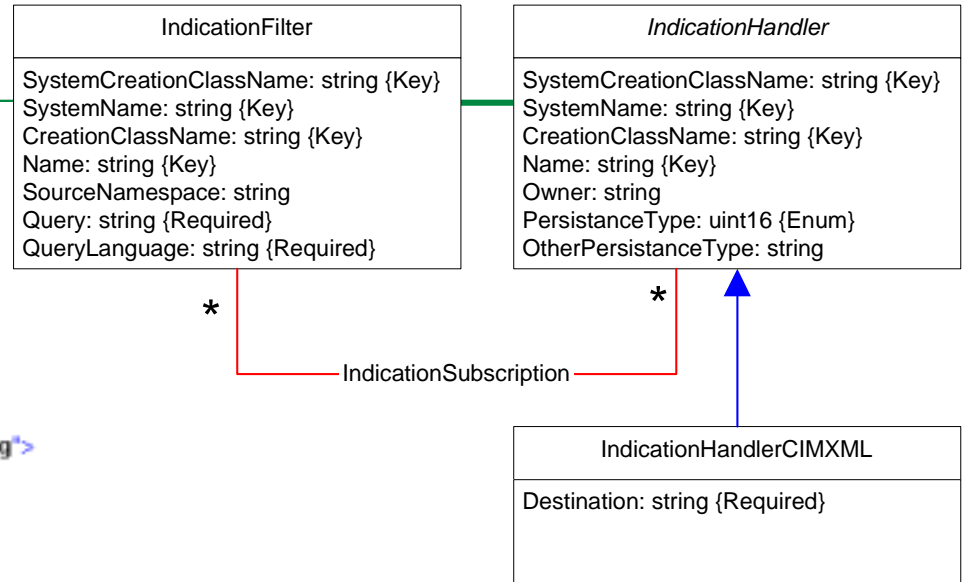 IndicationFilter
SystemCreationClassName: string {Key}
SystemName: string {Key}
CreationClassName: string {Key}
Name: string {Key}
SourceNamespace: string
Query: string {Required}
QueryLanguage: string {Required}
IndicationHandler
SystemCreationClassName: string {Key}
SystemName: string {Key}
CreationClassName: string {Key}
Name: string {Key}
Owner: string
PersistanceType: uint16 {Enum}
OtherPersistanceType: string
*
*
IndicationSubscription
g">
IndicationHandlerCIMXML
Destination: string {Required}